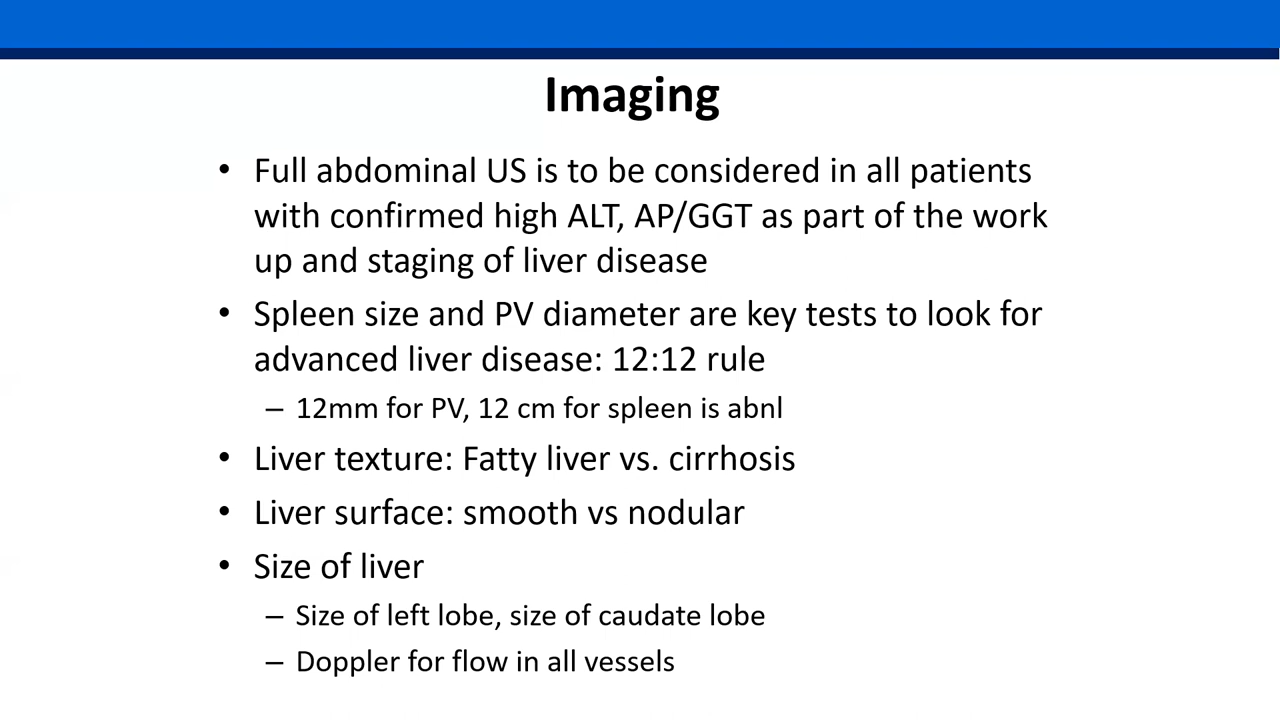 Imaging
• Full abdominal US is to be considered in all patients
with confirmed high ALT, AP/GGT as part of the work
up and staging of liver disease
• Spleen size and PV diameter are key tests to look for
advanced liver disease: 12:12 rule
– 12mm for PV, 12 cm for spleen is abnl
• Liver texture: Fatty liver vs. cirrhosis
• Liver surface: smooth vs nodular
• Size of liver
– Size of left lobe, size of caudate lobe
– Doppler for flow in all vessels